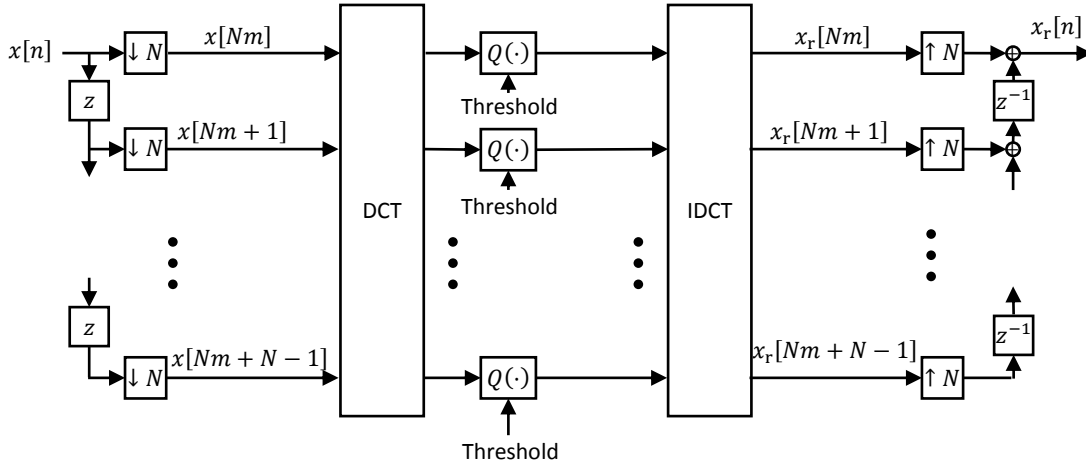 x[n] ↓ N x[Nm] Q(·) x_r[Nm] ↑ N x_r[n]
z Threshold z⁻¹
↓ N x[Nm + 1] Q(·) x_r[Nm + 1] ↑ N
DCT Threshold IDCT
z z⁻¹
↓ N x[Nm + N − 1] Q(·) x_r[Nm + N − 1] ↑ N
Threshold